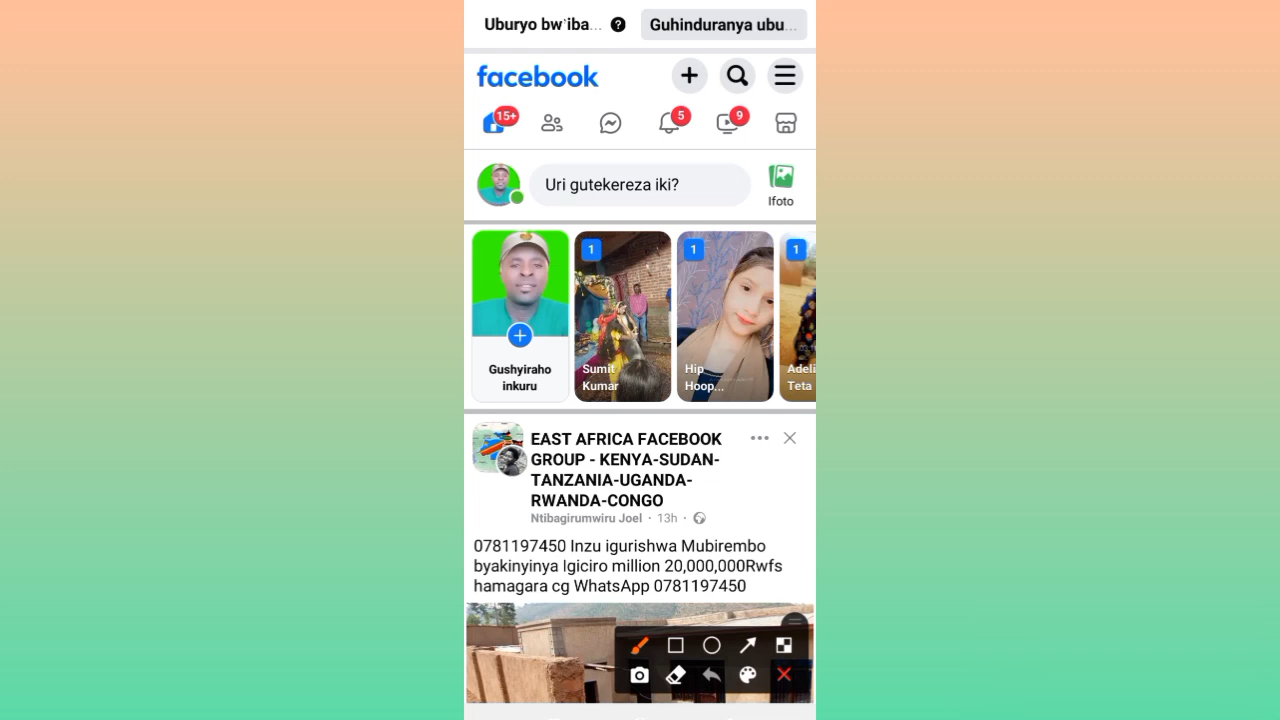 Uburyo bw'iba...
Guhinduranya ubu...
facebook
15+
5
9
Uri gutekereza iki?
Ifoto
1
1
1
Gushyiraho
inkuru
Sumit
Kumar
Hip
Hoop...
Adeli
Teta
EAST AFRICA FACEBOOK
GROUP - KENYA-SUDAN-
TANZANIA-UGANDA-
RWANDA-CONGO
Ntibagirumwiru Joel · 13h ·
0781197450 Inzu igurishwa Mubirembo
byakinyinya Igiciro million 20,000,000Rwfs
hamagara cg WhatsApp 0781197450